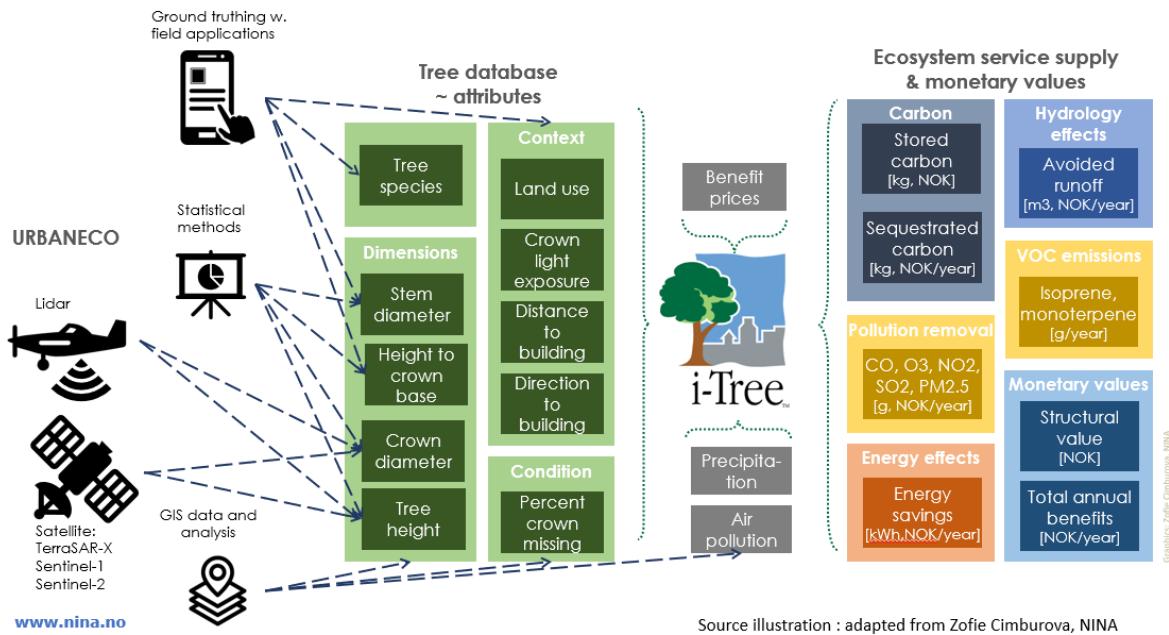 Ground truthing w.
field applications
Tree database
~ attributes
Ecosystem service supply
& monetary values
Statistical
methods
URBANECO
Lidar
Satellite:
TerraSAR-X
Sentinel-1
Sentinel-2
GIS data and
analysis
Tree
species
Dimensions
Stem
diameter
Height to
crown
base
Crown
diameter
Tree
height
Context
Land use
Crown
light
exposure
Distance to
building
Direction
to
building
Condition
Percent
crown
missing
Benefit
prices
i-Tree™
Precipita-
tion
Air
pollution
Carbon
Stored
carbon
[kg, NOK]
Sequestrated
carbon
[kg, NOK/year]
Pollution removal
CO, O3, NO2,
SO2, PM2.5
[g, NOK/year]
Energy effects
Energy
savings
[kWh,NOK/year]
Hydrology
effects
Avoided
runoff
[m3, NOK/year]
VOC emissions
Isoprene,
monoterpene
[g/year]
Monetary values
Structural
value
[NOK]
Total annual
benefits
[NOK/year]
Graphics: Zofie Cimburova, NINA
www.nina.no
Source illustration : adapted from Zofie Cimburova, NINA